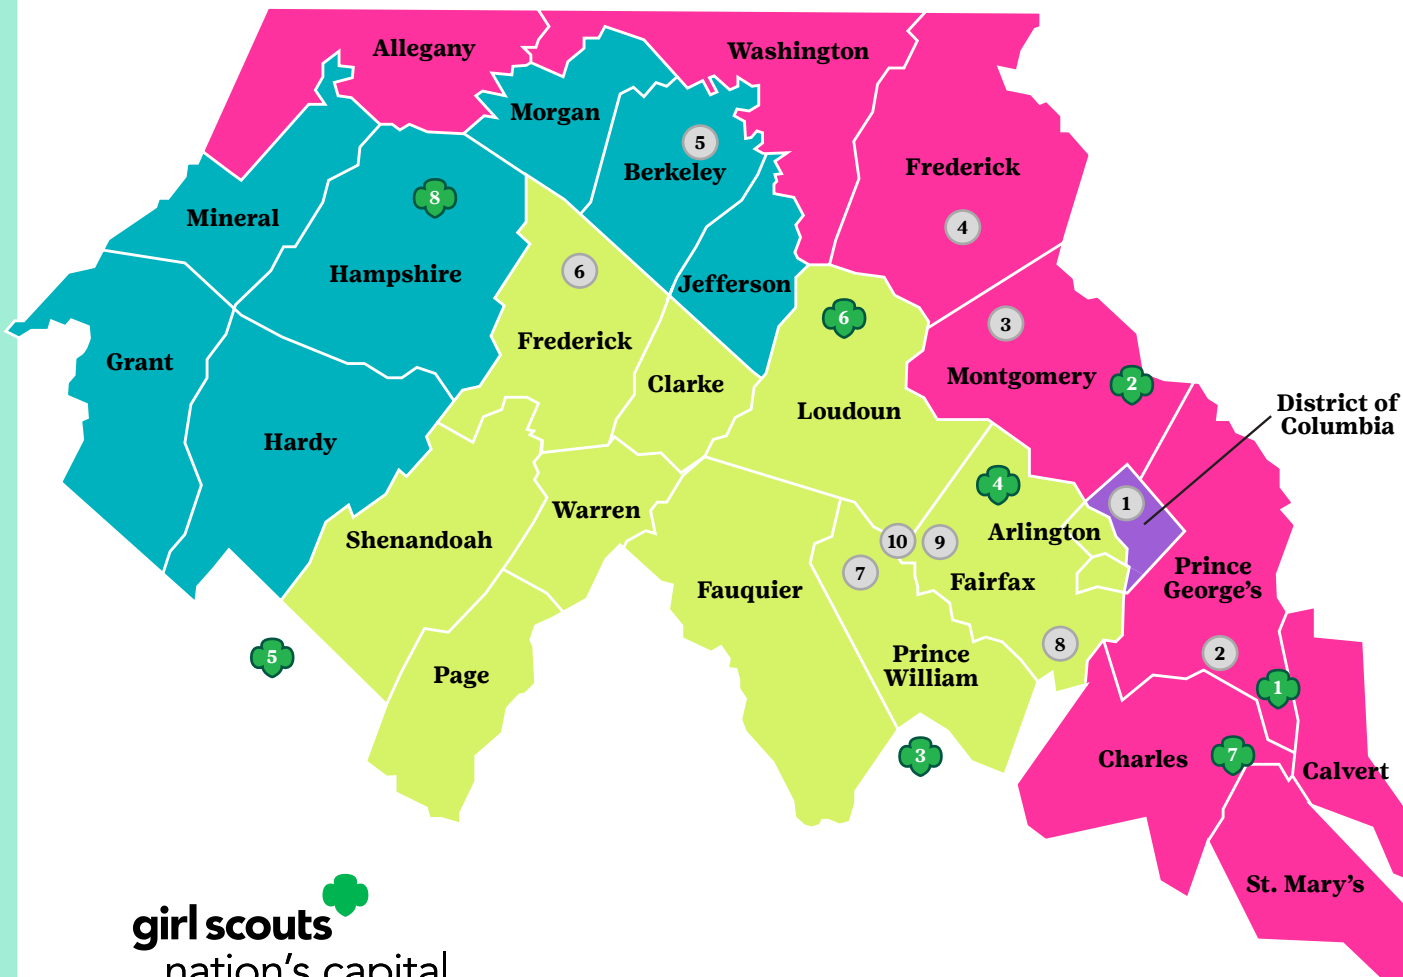 Allegany
Washington
Morgan
5
Berkeley
Frederick
8
Mineral
4
Hampshire
6
Jefferson
6
3
Frederick
Grant
Clarke
Montgomery
2
District of
Columbia
Loudoun
Hardy
4
1
Warren
Arlington
Shenandoah
10
9
7
Fauquier
Fairfax
Prince
George’s
8
2
5
Page
Prince
William
1
3
Charles
7
Calvert
St. Mary’s
girl scouts
nation's capital